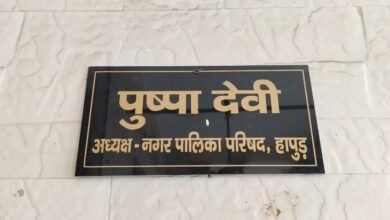 पुष्पा देवी
अध्यक्ष - नगर पालिका परिषद, हापुड़